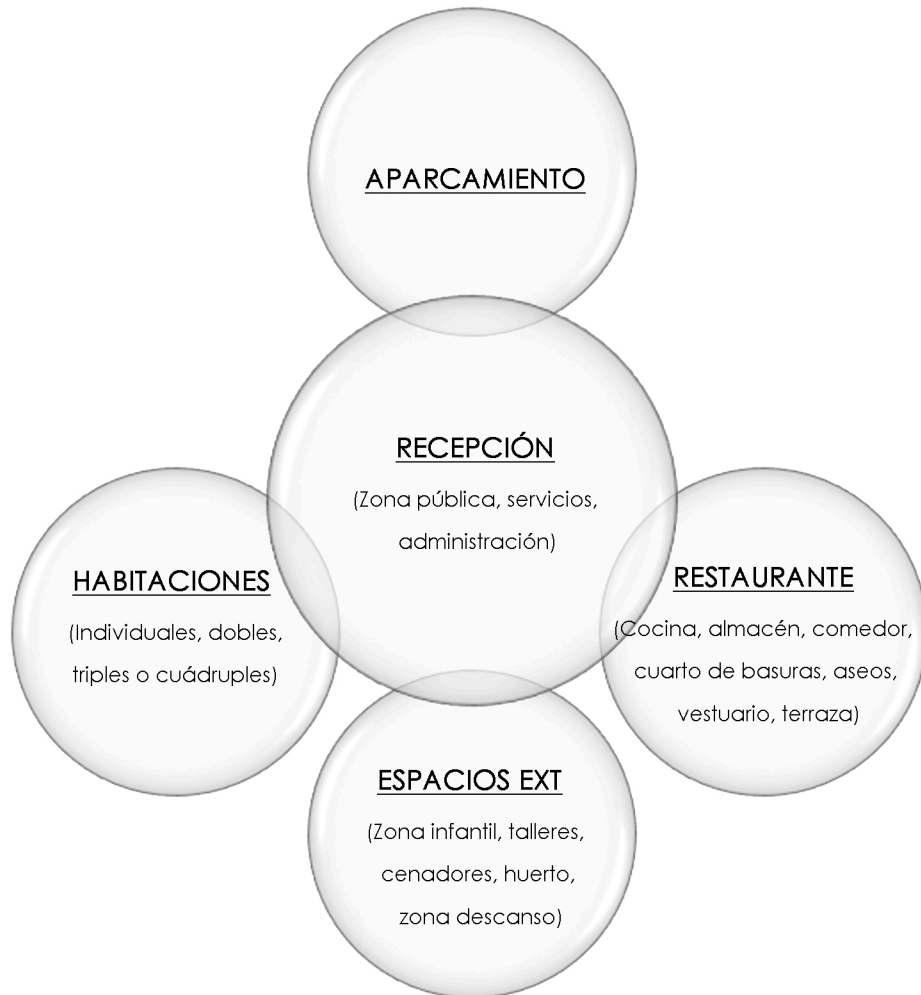 APARCAMIENTO
RECEPCIÓN
(Zona pública, servicios,
administración)
HABITACIONES
(Individuales, dobles,
triples o cuádruples)
RESTAURANTE
(Cocina, almacén, comedor,
cuarto de basuras, aseos,
vestuario, terraza)
ESPACIOS EXT
(Zona infantil, talleres,
cenadores, huerto,
zona descanso)